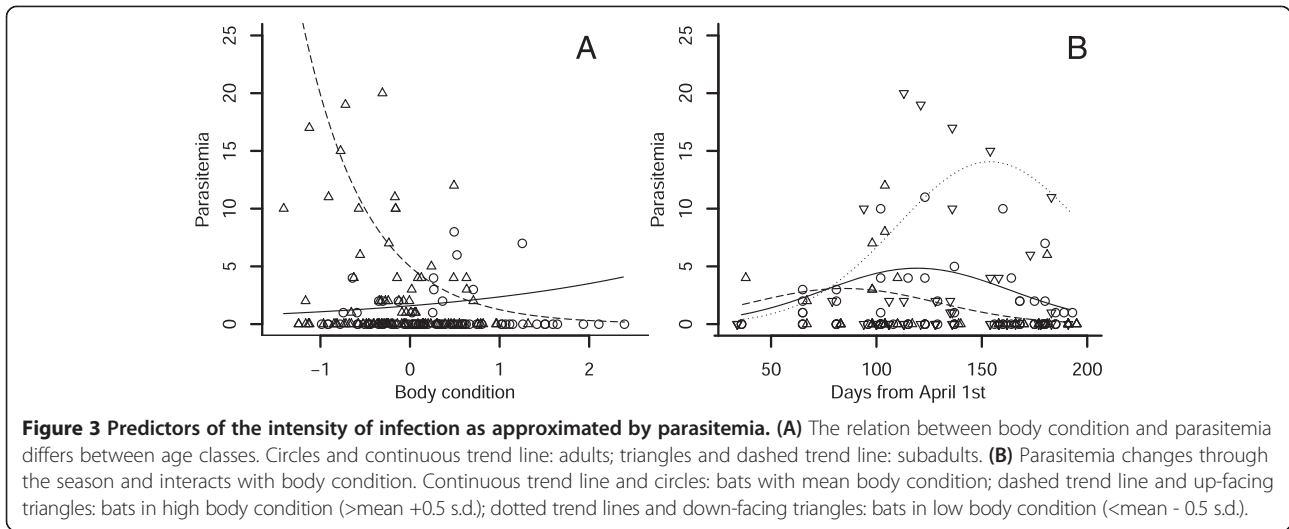 A
B
25
20
15
10
5
0
Parasitemia
−1
0
1
2
Body condition
25
20
15
10
5
0
Parasitemia
50
100
150
200
Days from April 1st
Figure 3 Predictors of the intensity of infection as approximated by parasitemia. (A) The relation between body condition and parasitemia
differs between age classes. Circles and continuous trend line: adults; triangles and dashed trend line: subadults. (B) Parasitemia changes through
the season and interacts with body condition. Continuous trend line and circles: bats with mean body condition; dashed trend line and up-facing
triangles: bats in high body condition (>mean +0.5 s.d.); dotted trend lines and down-facing triangles: bats in low body condition (<mean - 0.5 s.d.).